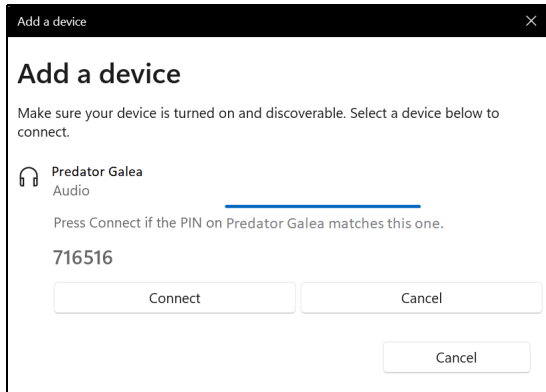 Add a device
Add a device
Make sure your device is turned on and discoverable. Select a device below to
connect.
Predator Galea
Audio
Press Connect if the PIN on Predator Galea matches this one.
716516
Connect Cancel
Cancel